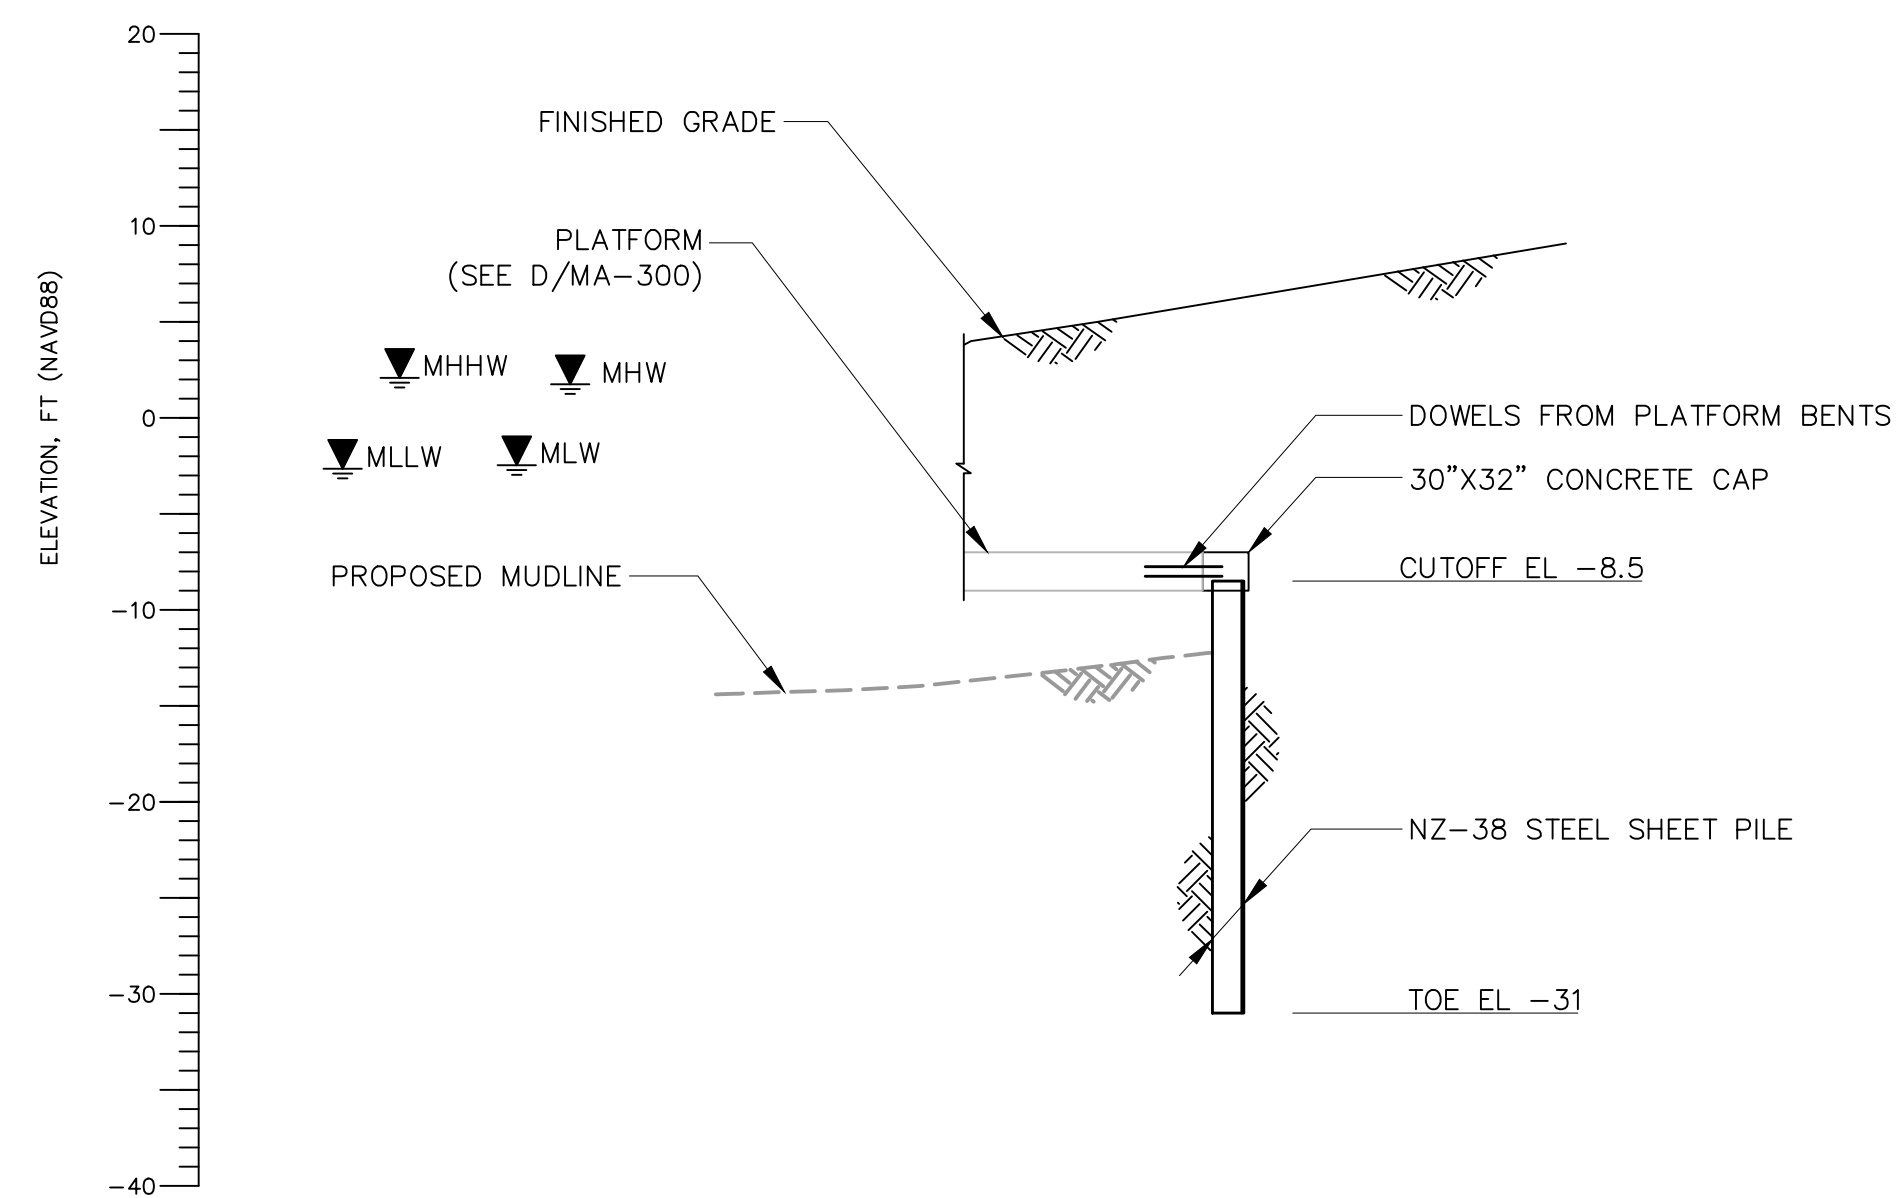 20
FINISHED GRADE
10
PLATFORM
(SEE D/MA-300)
ELEVATION, FT (NAVD88)
MHHW
MHW
0
DOWELS FROM PLATFORM BENTS
MLLW
MLW
30"X32" CONCRETE CAP
CUTOFF EL -8.5
PROPOSED MUDLINE
-10
-20
NZ-38 STEEL SHEET PILE
-30
TOE EL -31
-40